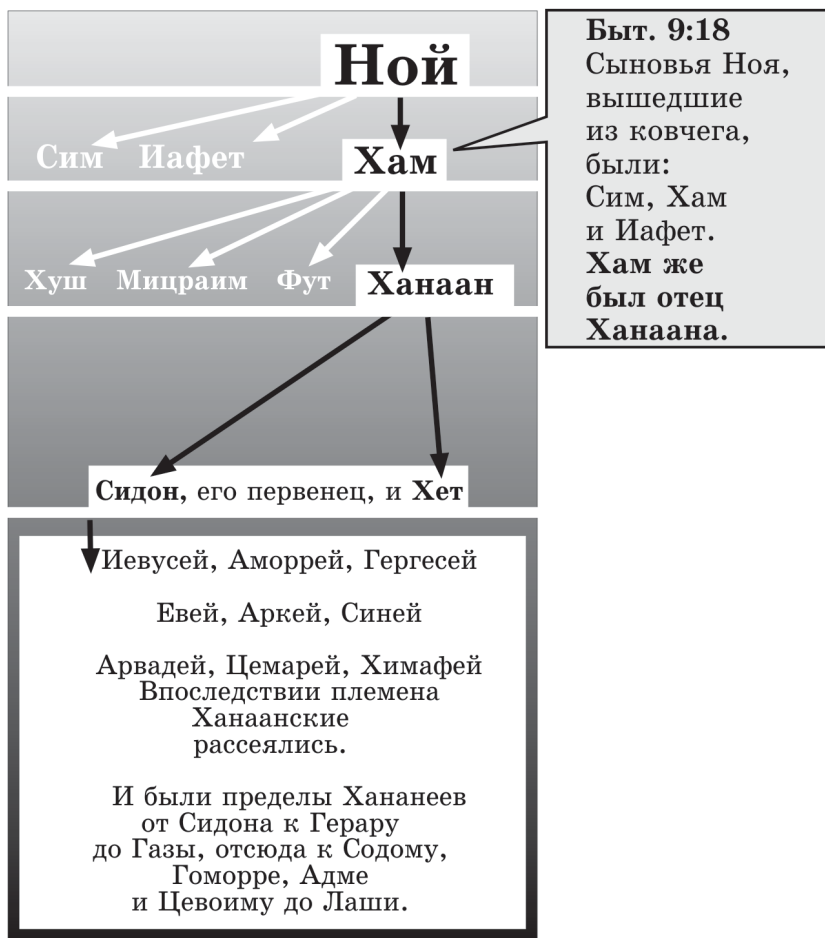 Ной
Быт. 9:18
Сыновья Ноя,
вышедшие
из ковчега,
были:
Сим, Хам
и Иафет.
Хам же
был отец
Ханаана.
Сим Иафет Хам
Хуш Мицраим Фут Ханаан
Сидон, его первенец, и Хет
Иевусей, Аморрей, Гергесей
Евей, Аркей, Синей
Арвадей, Цемарей, Химафей
Впоследствии племена
Ханаанские
рассеялись.
И были пределы Хананеев
от Сидона к Герару
до Газы, отсюда к Содому,
Гоморре, Адме
и Цевоиму до Лаши.